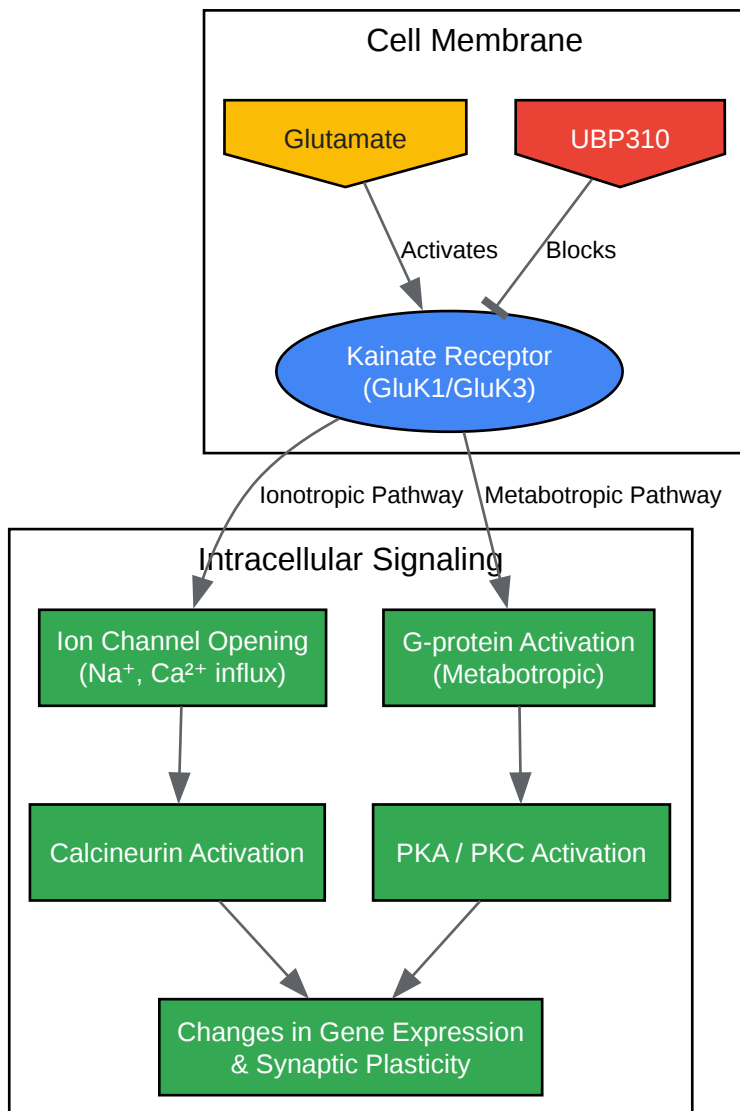 Cell Membrane
Glutamate
UBP310
Activates
Blocks
Kainate Receptor
(GluK1/GluK3)
Ionotropic Pathway
Metabotropic Pathway
Intracellular Signaling
Ion Channel Opening
(Na⁺, Ca²⁺ influx)
G-protein Activation
(Metabotropic)
Calcineurin Activation
PKA / PKC Activation
Changes in Gene Expression
& Synaptic Plasticity